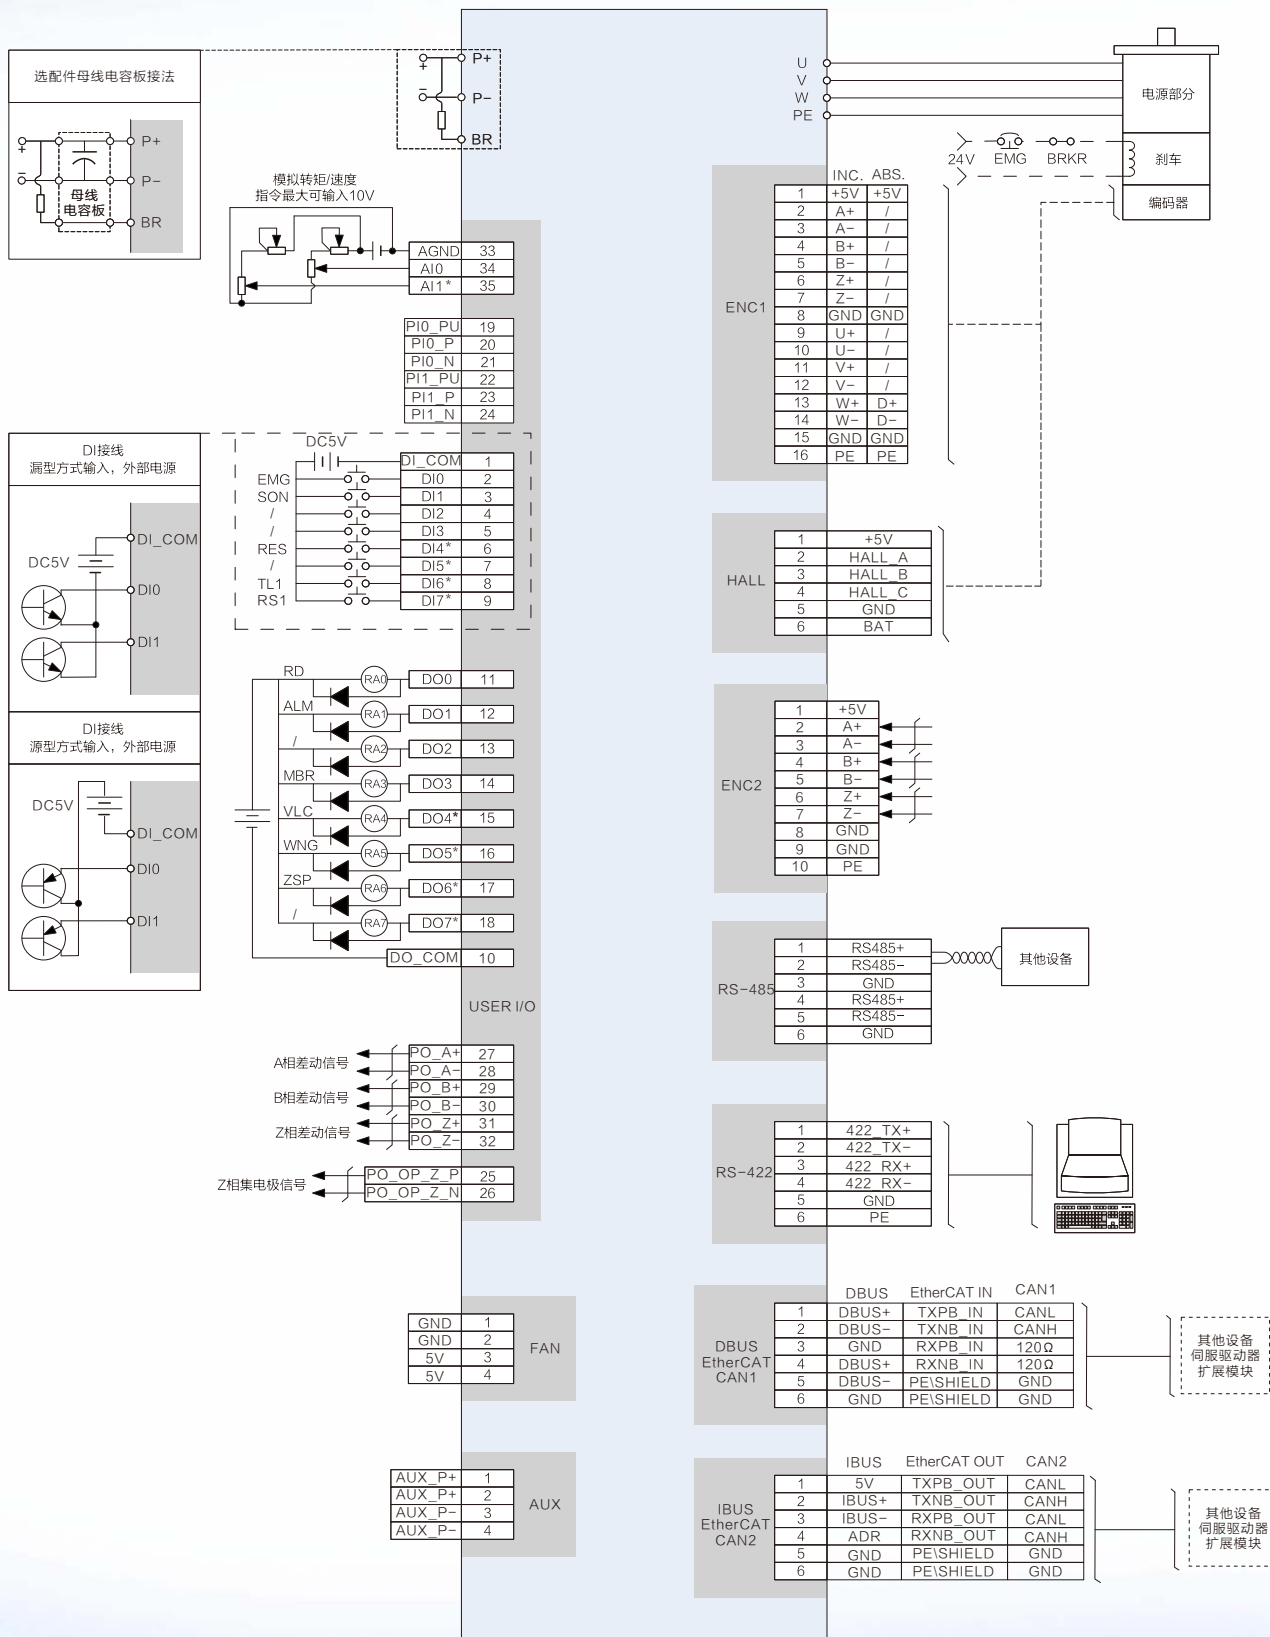 选配件母线电容板接法
+
P+
−
P−
母线
电容板
BR
+
P+
−
P−
BR
模拟转矩/速度
指令最大可输入10V
AGND 33
AI0 34
AI1* 35
PI0_PU 19
PI0_P 20
PI0_N 21
PI1_PU 22
PI1_P 23
PI1_N 24
DI接线
漏型方式输入，外部电源
DI_COM
DC5V
DI0
DI1
DI接线
源型方式输入，外部电源
DC5V
DI_COM
DI0
DI1
DC5V
DI_COM 1
EMG DI0 2
SON DI1 3
/ DI2 4
/ DI3 5
RES DI4* 6
/ DI5* 7
TL1 DI6* 8
RS1 DI7* 9
RD RA0 DO0 11
ALM RA1 DO1 12
/ RA2 DO2 13
MBR RA3 DO3 14
VLC RA4 DO4* 15
WNG RA5 DO5* 16
ZSP RA6 DO6* 17
/ RA7 DO7* 18
DO_COM 10
USER I/O
A相差动信号
PO_A+ 27
PO_A− 28
B相差动信号
PO_B+ 29
PO_B− 30
Z相差动信号
PO_Z+ 31
PO_Z− 32
Z相集电极信号
PO_OP_Z_P 25
PO_OP_Z_N 26
FAN
GND 1
GND 2
5V 3
5V 4
AUX
AUX_P+ 1
AUX_P+ 2
AUX_P− 3
AUX_P− 4
U
V
W
PE
电源部分
24V EMG BRKR
刹车
编码器
ENC1
INC. ABS.
1 +5V +5V
2 A+ /
3 A− /
4 B+ /
5 B− /
6 Z+ /
7 Z− /
8 GND GND
9 U+ /
10 U− /
11 V+ /
12 V− /
13 W+ D+
14 W− D−
15 GND GND
16 PE PE
HALL
1 +5V
2 HALL_A
3 HALL_B
4 HALL_C
5 GND
6 BAT
ENC2
1 +5V
2 A+
3 A−
4 B+
5 B−
6 Z+
7 Z−
8 GND
9 GND
10 PE
RS−485
1 RS485+
2 RS485−
3 GND
4 RS485+
5 RS485−
6 GND
其他设备
RS−422
1 422_TX+
2 422_TX−
3 422_RX+
4 422_RX−
5 GND
6 PE
DBUS
EtherCAT
CAN1
DBUS EtherCAT IN CAN1
1 DBUS+ TXPB_IN CANL
2 DBUS− TXNB_IN CANH
3 GND RXPB_IN 120Ω
4 DBUS+ RXNB_IN 120Ω
5 DBUS− PE\SHIELD GND
6 GND PE\SHIELD GND
其他设备
伺服驱动器
扩展模块
IBUS
EtherCAT
CAN2
IBUS EtherCAT OUT CAN2
1 5V TXPB_OUT CANL
2 IBUS+ TXNB_OUT CANH
3 IBUS− RXPB_OUT CANL
4 ADR RXNB_OUT CANH
5 GND PE\SHIELD GND
6 GND PE\SHIELD GND
其他设备
伺服驱动器
扩展模块